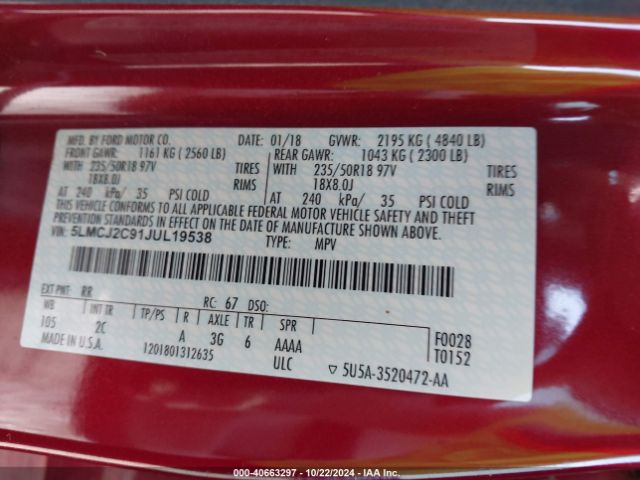 MFD. BY FORD MOTOR CO. DATE: 01/18 GVWR: 2195 KG ( 4840 LB)
FRONT GAWR: 1161 KG ( 2560 LB) REAR GAWR: 1043 KG ( 2300 LB)
WITH 235/50R18 97V TIRES WITH 235/50R18 97V TIRES
18X8.0J RIMS 18X8.0J RIMS
AT 240 kPa/ 35 PSI COLD AT 240 kPa/ 35 PSI COLD
THIS VEHICLE CONFORMS TO ALL APPLICABLE FEDERAL MOTOR VEHICLE SAFETY AND THEFT
PREVENTION STANDARDS IN EFFECT ON THE DATE OF MANUFACTURE SHOWN ABOVE.
VIN: 5LMCJ2C91JUL19538 TYPE: MPV
EXT PNT: RR RC: 67 DSO:
WB INT TR TP/PS R AXLE TR SPR
105 2C A 3G 6 AAAA F0028
MADE IN U.S.A. 1201801312635 ULC T0152
▽ 5U5A-3520472-AA
000-40663297 - 10/22/2024 - IAA Inc.